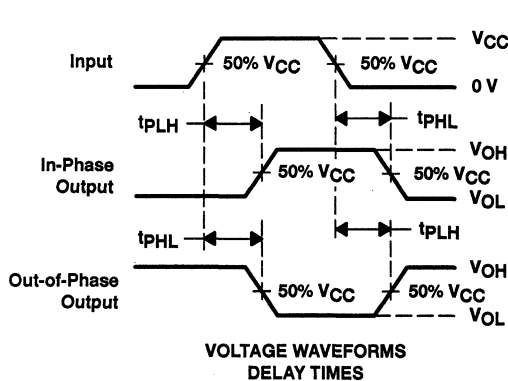 VCC
Input
50% VCC
50% VCC
0 V
tPLH
tPHL
VOH
In-Phase
Output
50% VCC
50% VCC
VOL
tPHL
tPLH
VOH
Out-of-Phase
Output
50% VCC
50% VCC
VOL
VOLTAGE WAVEFORMS
DELAY TIMES